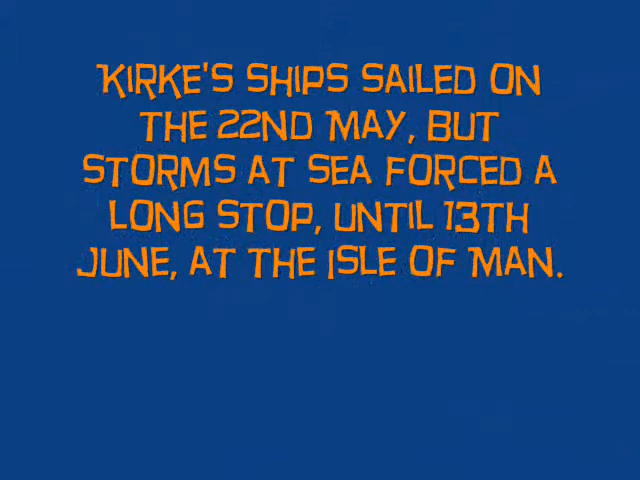 KIRKE'S SHIPS SAILED ON
THE 22ND MAY, BUT
STORMS AT SEA FORCED A
LONG STOP, UNTIL 13TH
JUNE, AT THE ISLE OF MAN.